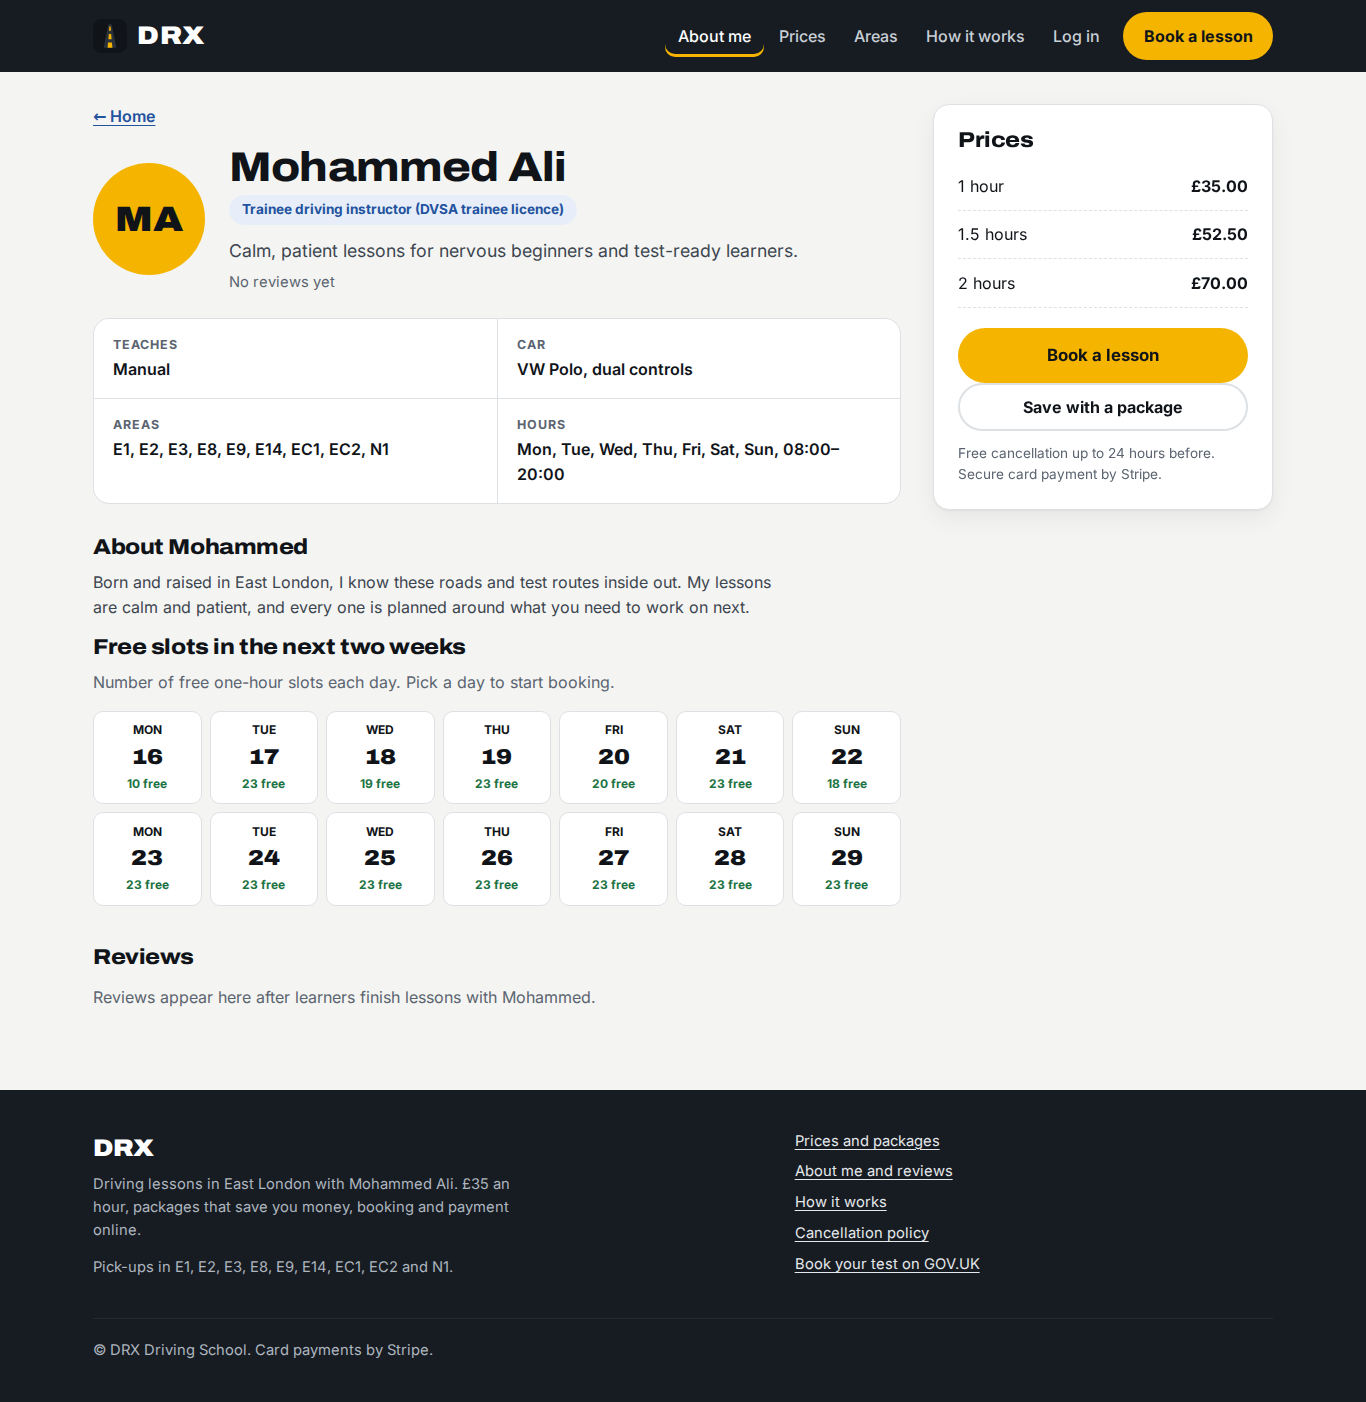 DRX
About me
Prices
Areas
How it works
Log in
Book a lesson
← Home
MA
Mohammed Ali
Trainee driving instructor (DVSA trainee licence)
Calm, patient lessons for nervous beginners and test-ready learners.
No reviews yet
TEACHES
Manual
CAR
VW Polo, dual controls
AREAS
E1, E2, E3, E8, E9, E14, EC1, EC2, N1
HOURS
Mon, Tue, Wed, Thu, Fri, Sat, Sun, 08:00–
20:00
Prices
1 hour £35.00
1.5 hours £52.50
2 hours £70.00
Book a lesson
Save with a package
Free cancellation up to 24 hours before.
Secure card payment by Stripe.
About Mohammed
Born and raised in East London, I know these roads and test routes inside out. My lessons
are calm and patient, and every one is planned around what you need to work on next.
Free slots in the next two weeks
Number of free one-hour slots each day. Pick a day to start booking.
MON TUE WED THU FRI SAT SUN
16 17 18 19 20 21 22
10 free 23 free 19 free 23 free 20 free 23 free 18 free
MON TUE WED THU FRI SAT SUN
23 24 25 26 27 28 29
23 free 23 free 23 free 23 free 23 free 23 free 23 free
Reviews
Reviews appear here after learners finish lessons with Mohammed.
DRX
Driving lessons in East London with Mohammed Ali. £35 an
hour, packages that save you money, booking and payment
online.
Pick-ups in E1, E2, E3, E8, E9, E14, EC1, EC2 and N1.
Prices and packages
About me and reviews
How it works
Cancellation policy
Book your test on GOV.UK
© DRX Driving School. Card payments by Stripe.